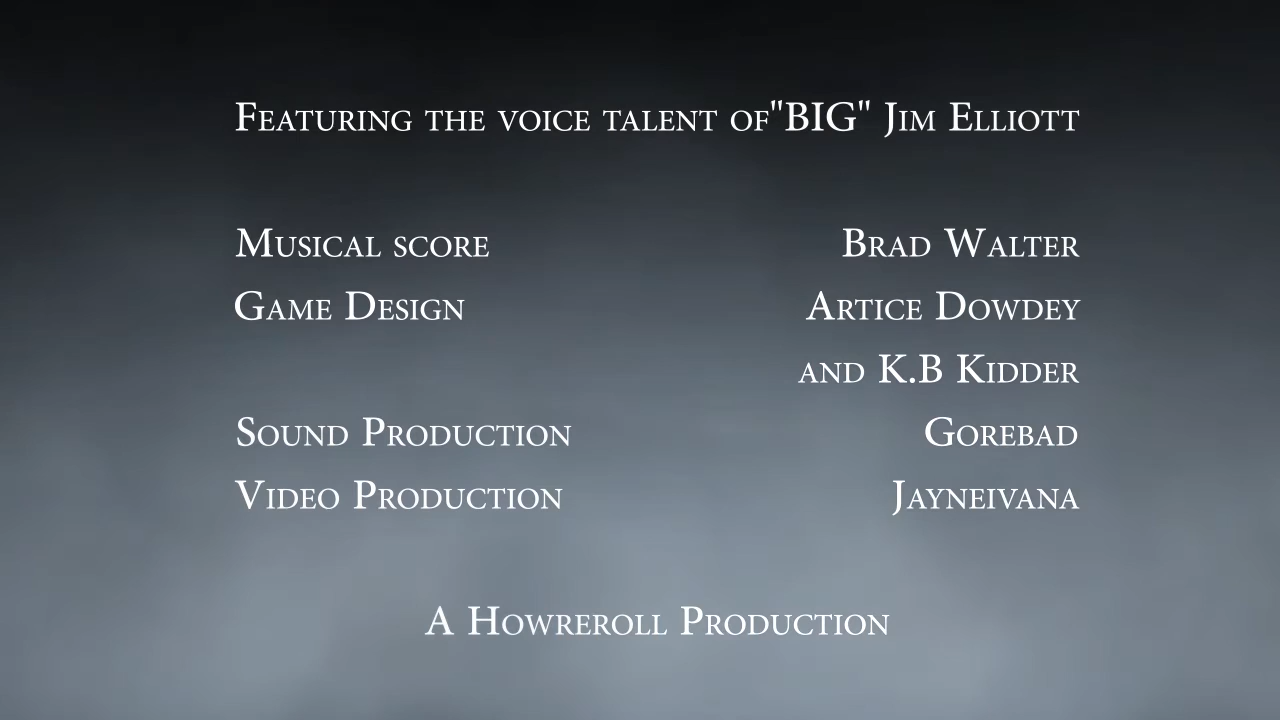 Featuring the voice talent of"BIG" Jim Elliott
Musical score Brad Walter
Game Design Artice Dowdey
and K.B Kidder
Sound Production Gorebad
Video Production Jayneivana
A Howreroll Production